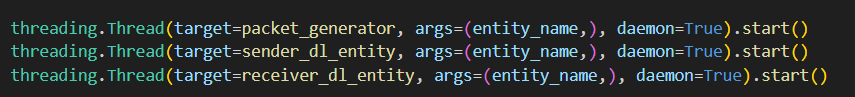 threading.Thread(target=packet_generator, args=(entity_name,), daemon=True).start()
threading.Thread(target=sender_dl_entity, args=(entity_name,), daemon=True).start()
threading.Thread(target=receiver_dl_entity, args=(entity_name,), daemon=True).start()